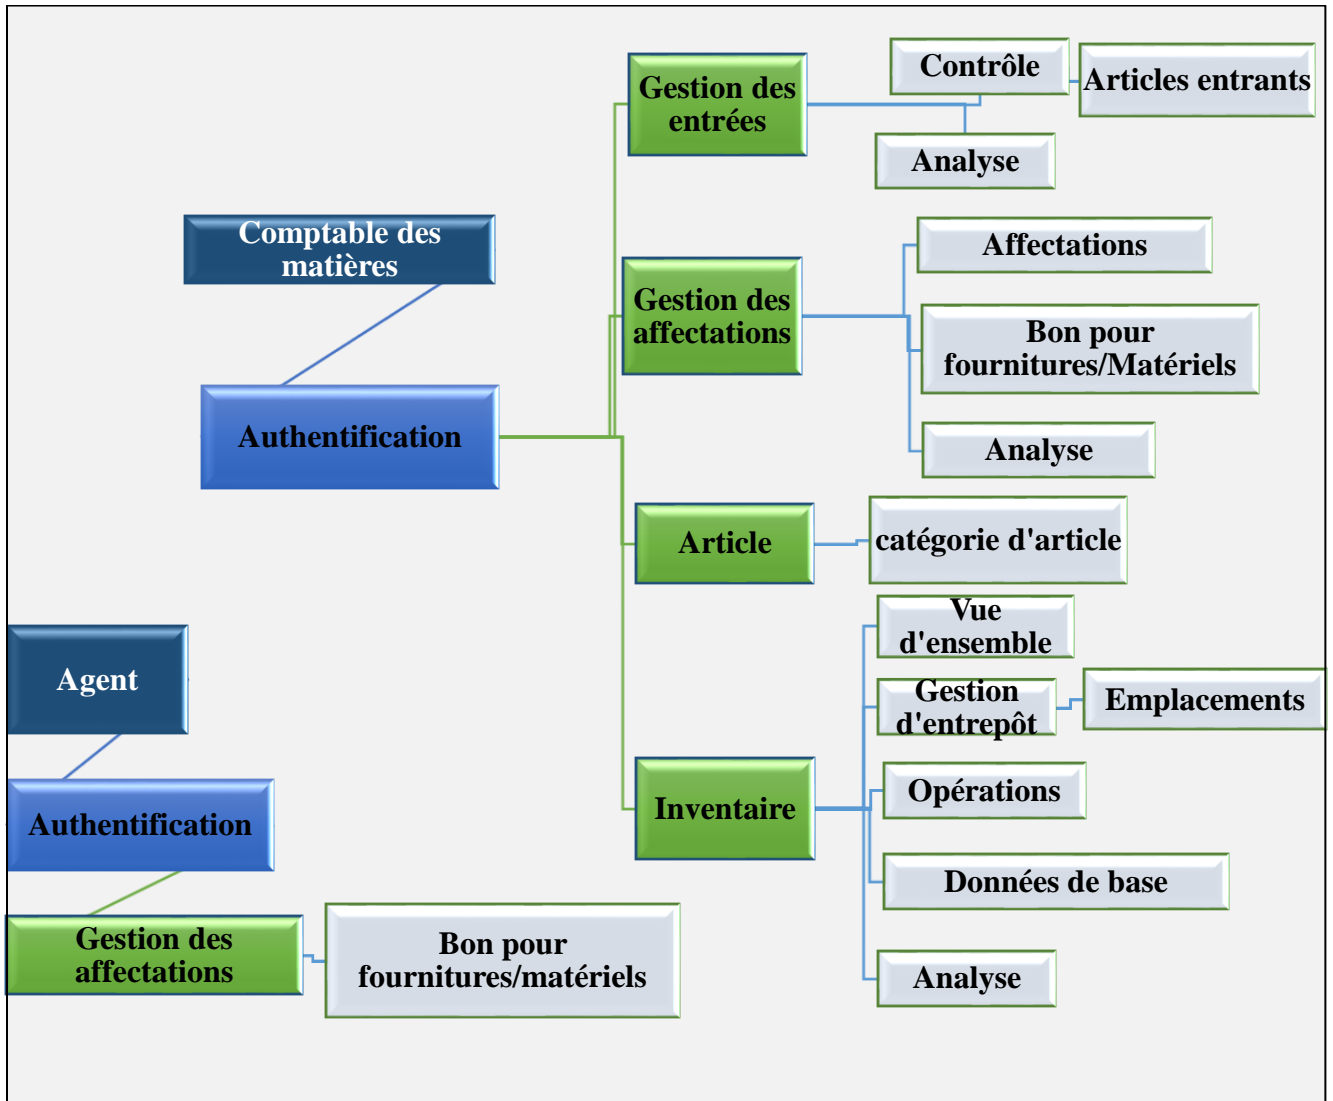 Comptable des
matières
Authentification
Gestion des
entrées
Contrôle
Articles entrants
Analyse
Gestion des
affectations
Affectations
Bon pour
fournitures/Matériels
Analyse
Article
catégorie d'article
Inventaire
Vue
d'ensemble
Gestion
d'entrepôt
Emplacements
Opérations
Données de base
Analyse
Agent
Authentification
Gestion des
affectations
Bon pour
fournitures/matériels